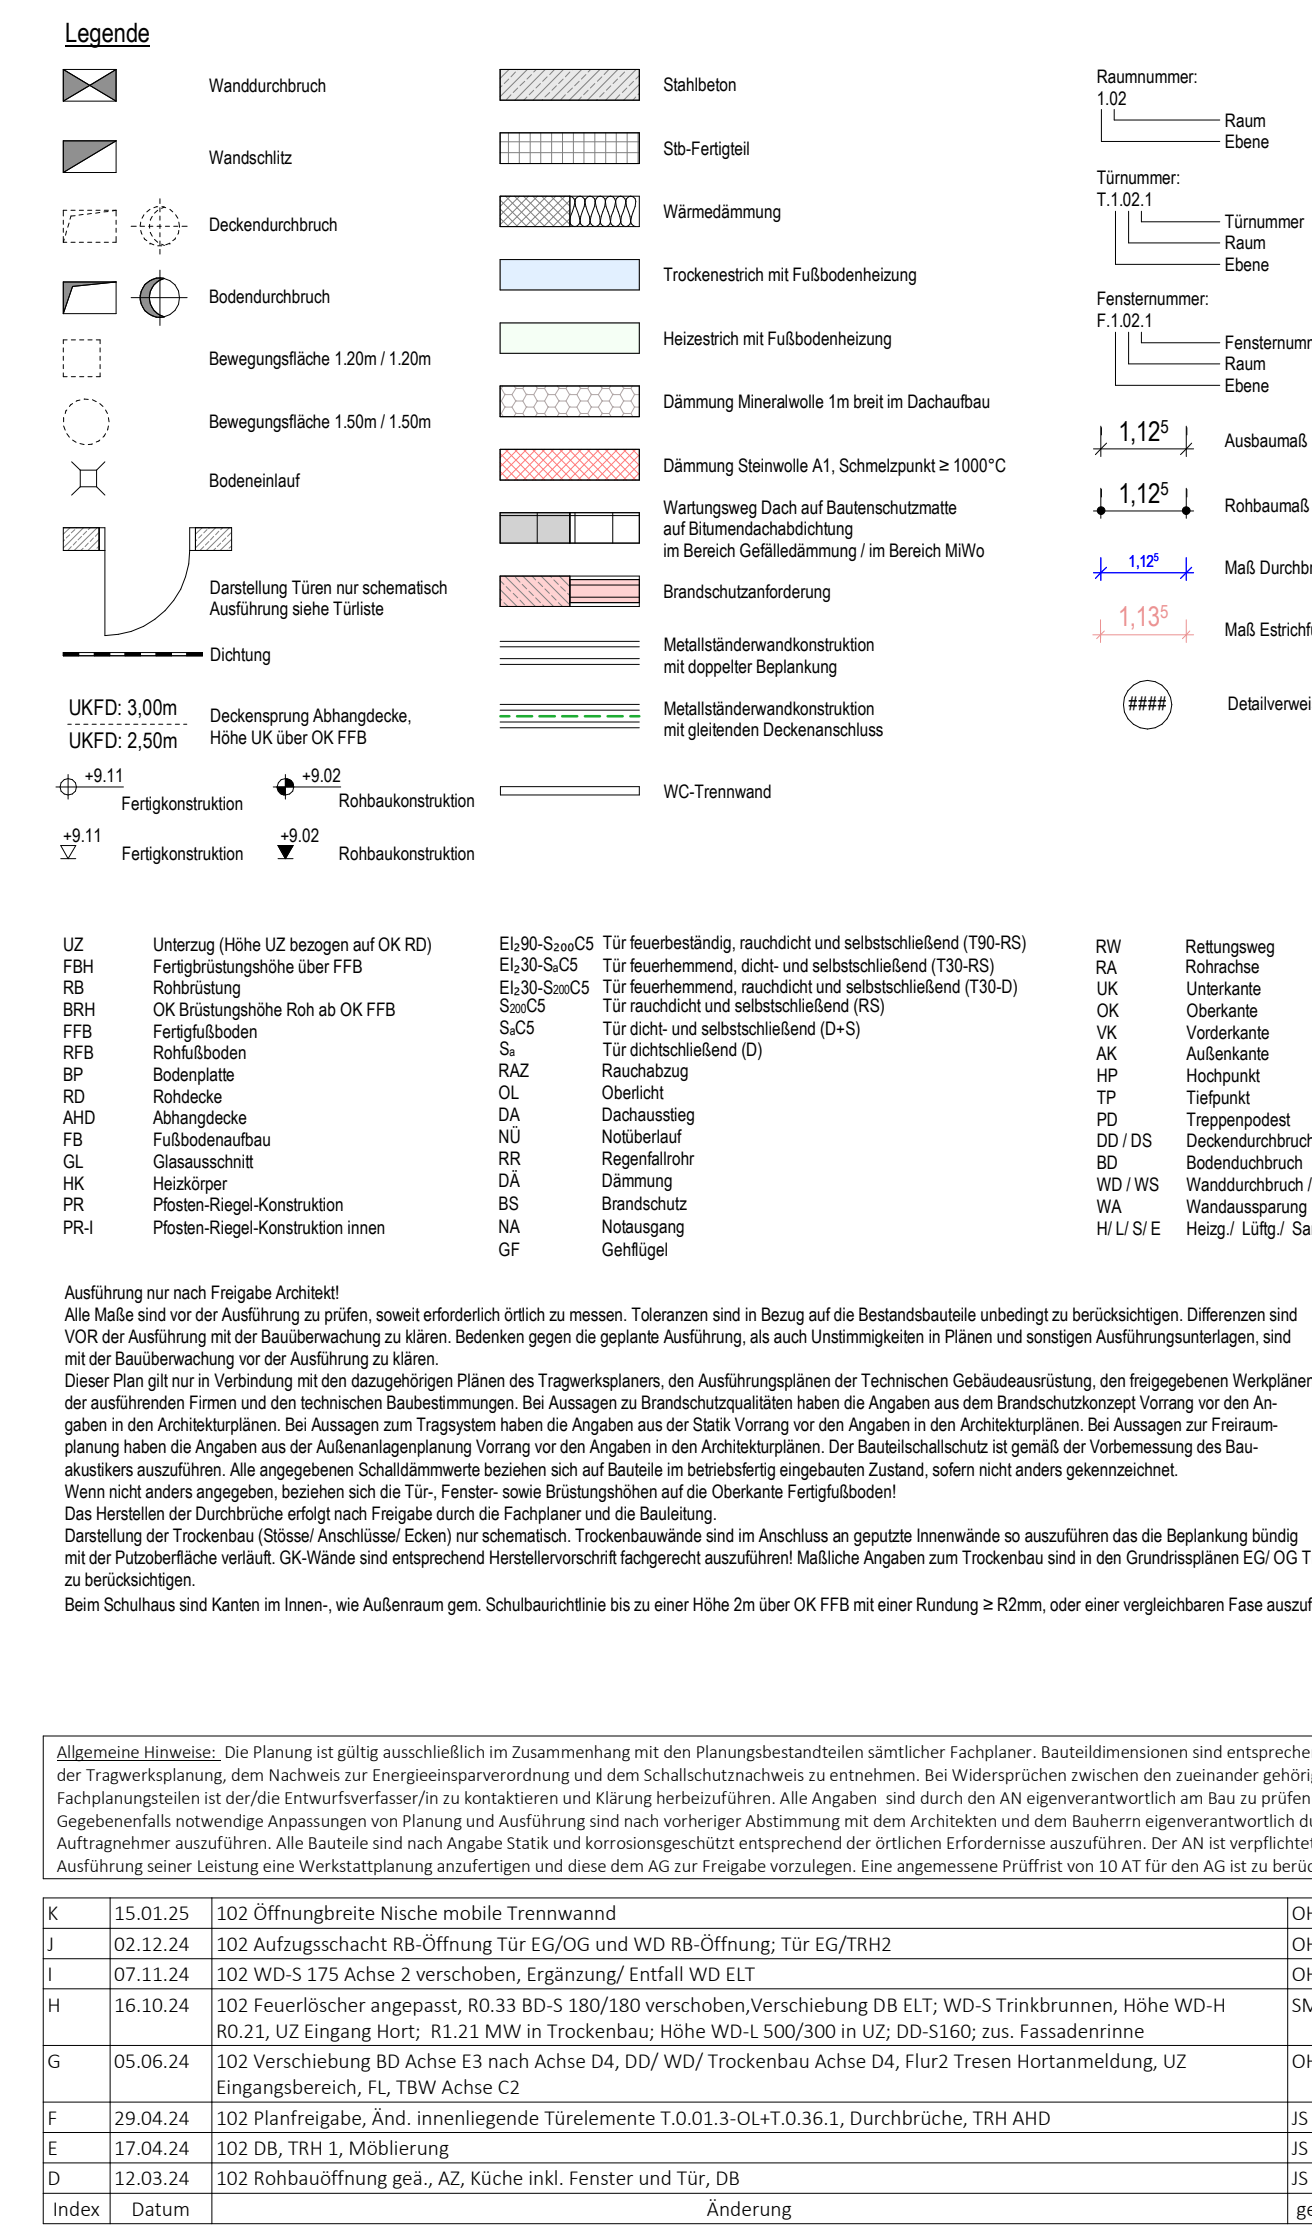 Legende
Wanddurchbruch
Wandschlitz
Deckendurchbruch
Bodendurchbruch
Bewegungsfläche 1.20m / 1.20m
Bewegungsfläche 1.50m / 1.50m
Bodeneinlauf
Darstellung Türen nur schematisch
Ausführung siehe Türliste
Dichtung
UKFD: 3,00m
UKFD: 2,50m
Deckensprung Abhangdecke,
Höhe UK über OK FFB
+9.11
Fertigkonstruktion
+9.02
Rohbaukonstruktion
+9.11
Fertigkonstruktion
+9.02
Rohbaukonstruktion
Stahlbeton
Stb-Fertigteil
Wärmedämmung
Trockenestrich mit Fußbodenheizung
Heizestrich mit Fußbodenheizung
Dämmung Mineralwolle 1m breit im Dachaufbau
Dämmung Steinwolle A1, Schmelzpunkt ≥ 1000°C
Wartungsweg Dach auf Bautenschutzmatte
auf Bitumendachabdichtung
im Bereich Gefälledämmung / im Bereich MiWo
Brandschutzanforderung
Metallständerwandkonstruktion
mit doppelter Beplankung
Metallständerwandkonstruktion
mit gleitenden Deckenanschluss
WC-Trennwand
Raumnummer:
1.02
Raum
Ebene
Türnummer:
T.1.02.1
Türnummer
Raum
Ebene
Fensternummer:
F.1.02.1
Fensternumm
Raum
Ebene
1,12⁵ Ausbaumaß
1,12⁵ Rohbaumaß
1,12⁵ Maß Durchb
1,13⁵ Maß Estrichf
#### Detailverwei
UZ Unterzug (Höhe UZ bezogen auf OK RD)
FBH Fertigbrüstungshöhe über FFB
RB Rohbrüstung
BRH OK Brüstungshöhe Roh ab OK FFB
FFB Fertigfußboden
RFB Rohfußboden
BP Bodenplatte
RD Rohdecke
AHD Abhangdecke
FB Fußbodenaufbau
GL Glasausschnitt
HK Heizkörper
PR Pfosten-Riegel-Konstruktion
PR-I Pfosten-Riegel-Konstruktion innen
EI₂90-S₂₀₀C5 Tür feuerbeständig, rauchdicht und selbstschließend (T90-RS)
EI₂30-SₐC5 Tür feuerhemmend, dicht- und selbstschließend (T30-RS)
EI₂30-S₂₀₀C5 Tür feuerhemmend, rauchdicht und selbstschließend (T30-D)
S₂₀₀C5 Tür rauchdicht und selbstschließend (RS)
SₐC5 Tür dicht- und selbstschließend (D+S)
Sₐ Tür dichtschließend (D)
RAZ Rauchabzug
OL Oberlicht
DA Dachausstieg
NÜ Notüberlauf
RR Regenfallrohr
DÄ Dämmung
BS Brandschutz
NA Notausgang
GF Gehflügel
RW Rettungsweg
RA Rohrachse
UK Unterkante
OK Oberkante
VK Vorderkante
AK Außenkante
HP Hochpunkt
TP Tiefpunkt
PD Treppenpodest
DD / DS Deckendurchbruch
BD Bodenduchbruch
WD / WS Wanddurchbruch /
WA Wandaussparung
H/ L/ S/ E Heizg./ Lüftg./ Sa
Ausführung nur nach Freigabe Architekt!
Alle Maße sind vor der Ausführung zu prüfen, soweit erforderlich örtlich zu messen. Toleranzen sind in Bezug auf die Bestandsbauteile unbedingt zu berücksichtigen. Differenzen sind
VOR der Ausführung mit der Bauüberwachung zu klären. Bedenken gegen die geplante Ausführung, als auch Unstimmigkeiten in Plänen und sonstigen Ausführungsunterlagen, sind
mit der Bauüberwachung vor der Ausführung zu klären.
Dieser Plan gilt nur in Verbindung mit den dazugehörigen Plänen des Tragwerksplaners, den Ausführungsplänen der Technischen Gebäudeausrüstung, den freigegebenen Werkplänen
der ausführenden Firmen und den technischen Baubestimmungen. Bei Aussagen zu Brandschutzqualitäten haben die Angaben aus dem Brandschutzkonzept Vorrang vor den An-
gaben in den Architekturplänen. Bei Aussagen zum Tragsystem haben die Angaben aus der Statik Vorrang vor den Angaben in den Architekturplänen. Bei Aussagen zur Freiraum-
planung haben die Angaben aus der Außenanlagenplanung Vorrang vor den Angaben in den Architekturplänen. Der Bauteilschallschutz ist gemäß der Vorbemessung des Bau-
akustikers auszuführen. Alle angegebenen Schalldämmwerte beziehen sich auf Bauteile im betriebsfertig eingebauten Zustand, sofern nicht anders gekennzeichnet.
Wenn nicht anders angegeben, beziehen sich die Tür-, Fenster- sowie Brüstungshöhen auf die Oberkante Fertigfußboden!
Das Herstellen der Durchbrüche erfolgt nach Freigabe durch die Fachplaner und die Bauleitung.
Darstellung der Trockenbau (Stösse/ Anschlüsse/ Ecken) nur schematisch. Trockenbauwände sind im Anschluss an geputzte Innenwände so auszuführen das die Beplankung bündig
mit der Putzoberfläche verläuft. GK-Wände sind entsprechend Herstellervorschrift fachgerecht auszuführen! Maßliche Angaben zum Trockenbau sind in den Grundrissplänen EG/ OG T
zu berücksichtigen.
Beim Schulhaus sind Kanten im Innen-, wie Außenraum gem. Schulbaurichtlinie bis zu einer Höhe 2m über OK FFB mit einer Rundung ≥ R2mm, oder einer vergleichbaren Fase auszuf
Allgemeine Hinweise: Die Planung ist gültig ausschließlich im Zusammenhang mit den Planungsbestandteilen sämtlicher Fachplaner. Bauteildimensionen sind entspreche
der Tragwerksplanung, dem Nachweis zur Energieeinsparverordnung und dem Schallschutznachweis zu entnehmen. Bei Widersprüchen zwischen den zueinander gehörig
Fachplanungsteilen ist der/die Entwurfsverfasser/in zu kontaktieren und Klärung herbeizuführen. Alle Angaben sind durch den AN eigenverantwortlich am Bau zu prüfen
Gegebenenfalls notwendige Anpassungen von Planung und Ausführung sind nach vorheriger Abstimmung mit dem Architekten und dem Bauherrn eigenverantwortlich du
Auftragnehmer auszuführen. Alle Bauteile sind nach Angabe Statik und korrosionsgeschützt entsprechend der örtlichen Erfordernisse auszuführen. Der AN ist verpflichtet
Ausführung seiner Leistung eine Werkstattplanung anzufertigen und diese dem AG zur Freigabe vorzulegen. Eine angemessene Prüffrist von 10 AT für den AG ist zu berüc
K 15.01.25 102 Öffnungbreite Nische mobile Trennwannd OH
J 02.12.24 102 Aufzugsschacht RB-Öffnung Tür EG/OG und WD RB-Öffnung; Tür EG/TRH2 OH
I 07.11.24 102 WD-S 175 Achse 2 verschoben, Ergänzung/ Entfall WD ELT OH
H 16.10.24 102 Feuerlöscher angepasst, R0.33 BD-S 180/180 verschoben,Verschiebung DB ELT; WD-S Trinkbrunnen, Höhe WD-H SM
R0.21, UZ Eingang Hort; R1.21 MW in Trockenbau; Höhe WD-L 500/300 in UZ; DD-S160; zus. Fassadenrinne
G 05.06.24 102 Verschiebung BD Achse E3 nach Achse D4, DD/ WD/ Trockenbau Achse D4, Flur2 Tresen Hortanmeldung, UZ OH
Eingangsbereich, FL, TBW Achse C2
F 29.04.24 102 Planfreigabe, Änd. innenliegende Türelemente T.0.01.3-OL+T.0.36.1, Durchbrüche, TRH AHD JS
E 17.04.24 102 DB, TRH 1, Möblierung JS
D 12.03.24 102 Rohbauöffnung geä., AZ, Küche inkl. Fenster und Tür, DB JS
Index Datum Änderung ge